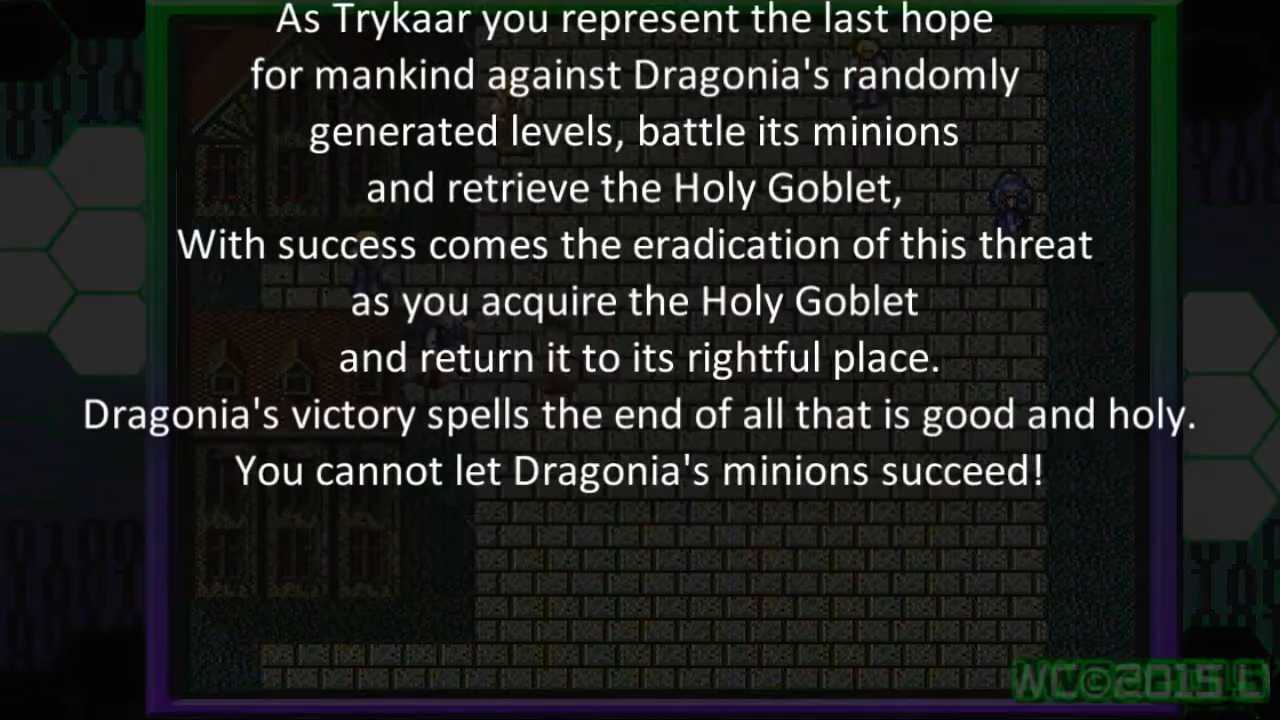 As Trykaar you represent the last hope
for mankind against Dragonia's randomly
generated levels, battle its minions
and retrieve the Holy Goblet,
With success comes the eradication of this threat
as you acquire the Holy Goblet
and return it to its rightful place.
Dragonia's victory spells the end of all that is good and holy.
You cannot let Dragonia's minions succeed!